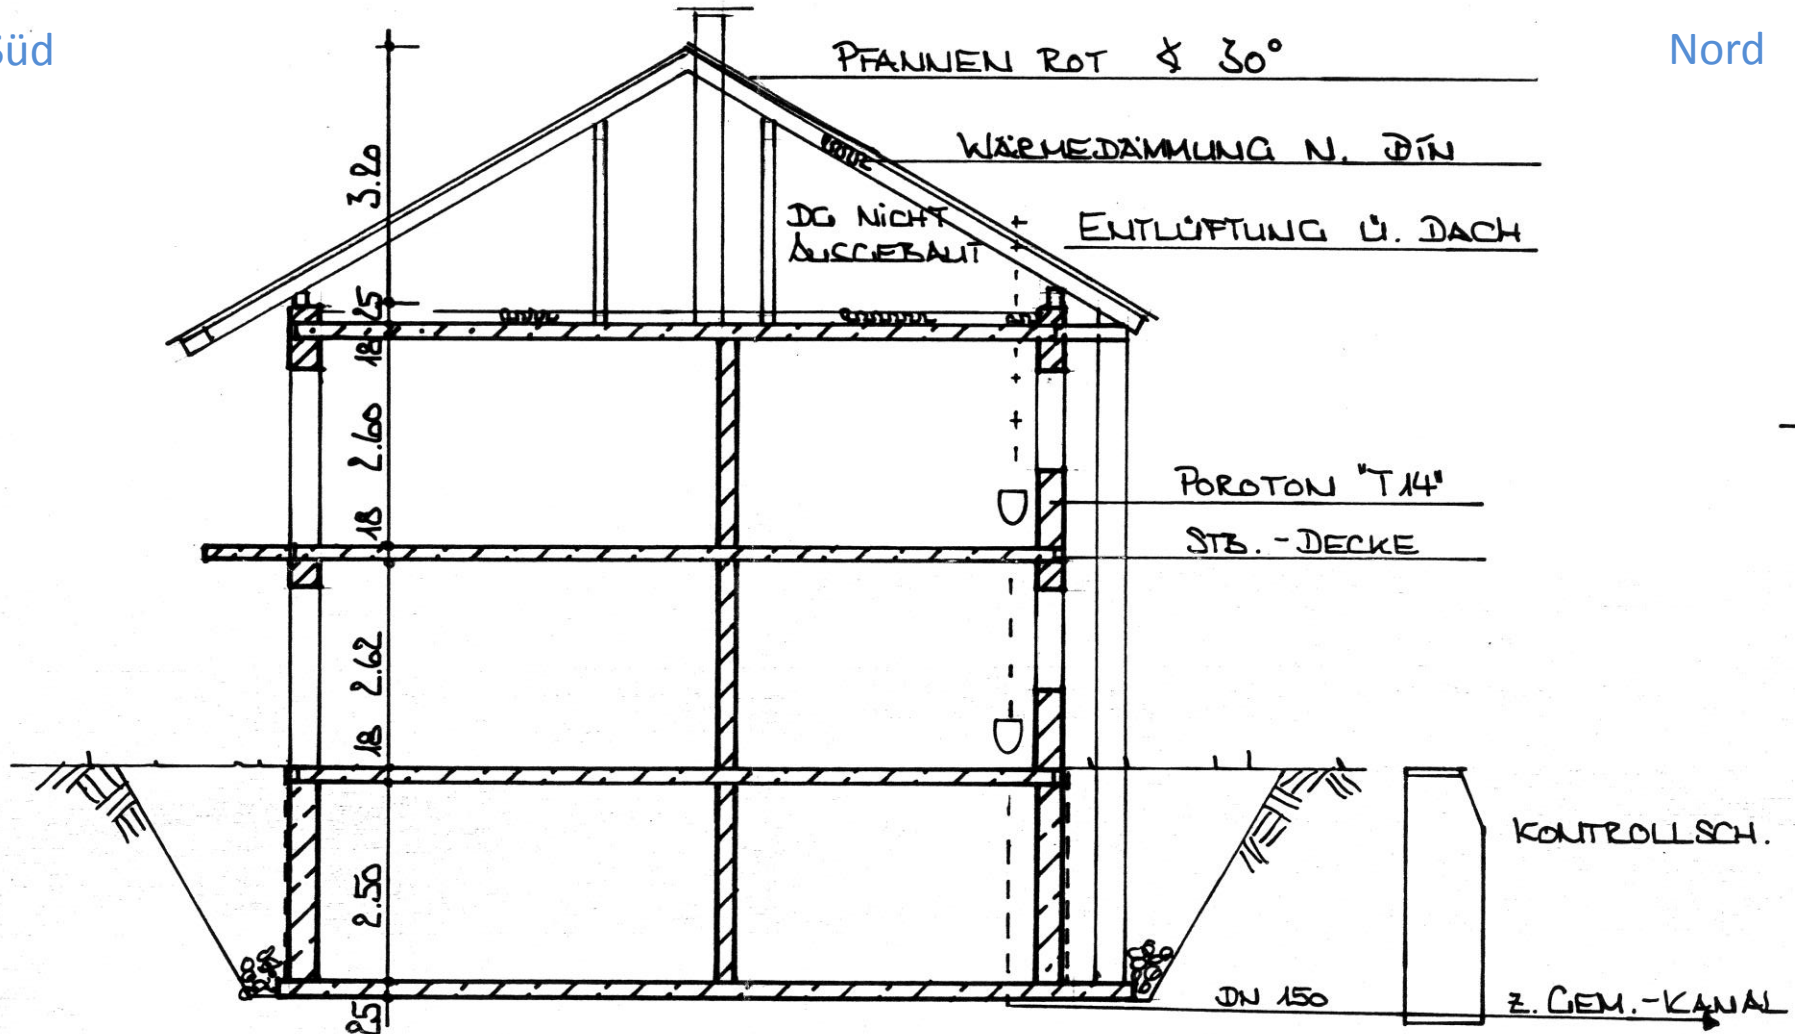 Süd
Nord
PFANNEN ROT ∢ 30°
WÄRMEDÄMMUNG N. DIN
DG NICHT
AUSGEBAUT
ENTLÜFTUNG Ü. DACH
3.20
25
18
2.60
POROTON "T14"
18
STB.-DECKE
2.62
18
KONTROLLSCH.
2.50
DN 150
Z. GEM.-KANAL
25